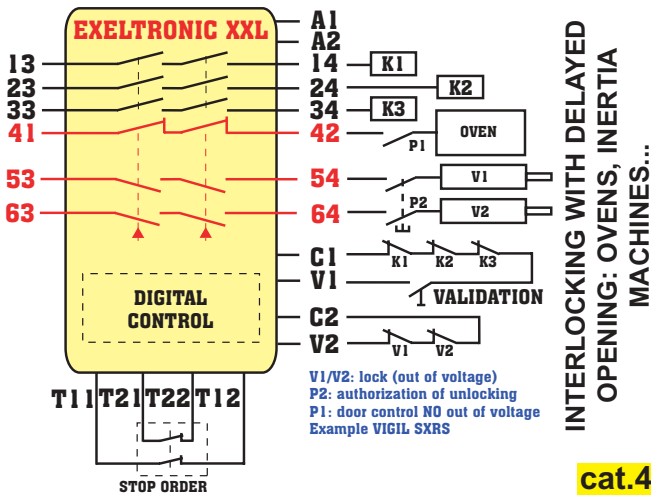 EXELTRONIC XXL
A1
A2
13 14 K1
23 24 K2
33 34 K3
41 42 P1 OVEN
53 54 V1
63 64 P2 V2
C1 K1 K2 K3
V1 VALIDATION
DIGITAL
CONTROL
C2
V2 V1 V2
T11 T21 T22 T12
STOP ORDER
V1/V2: lock (out of voltage)
P2: authorization of unlocking
P1: door control NO out of voltage
Example VIGIL SXRS
INTERLOCKING WITH DELAYED
OPENING: OVENS, INERTIA
MACHINES...
cat.4